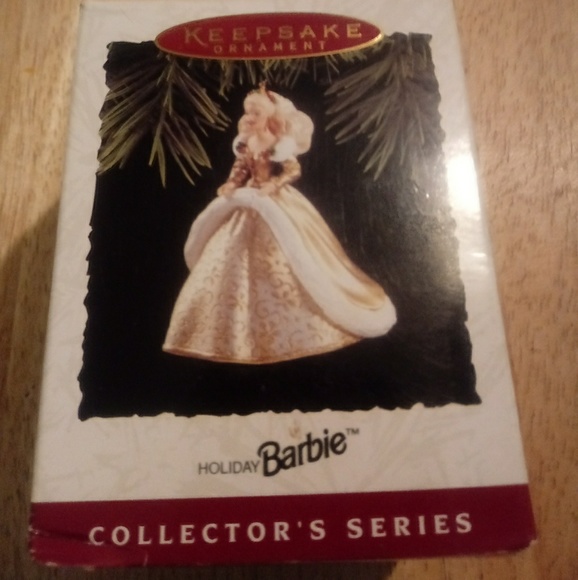 KEEPSAKE
ORNAMENT
HOLIDAY Barbie™
COLLECTOR'S SERIES